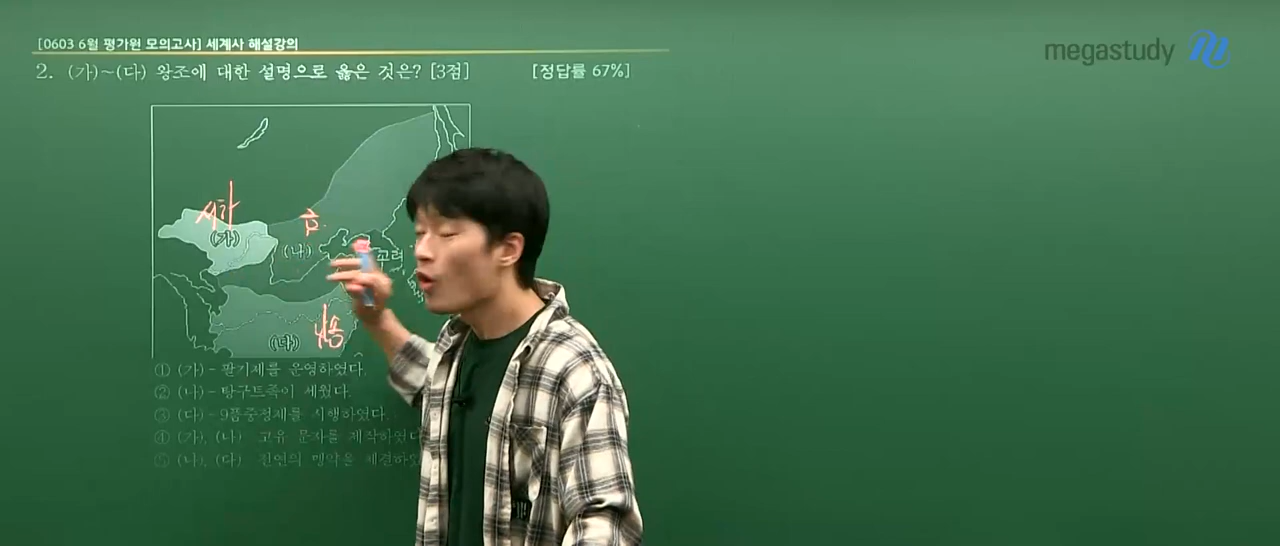 [0603 6월 평가원 모의고사] 세계사 해설강의
megastudy
2. (가)~(다) 왕조에 대한 설명으로 옳은 것은? [3점] [정답률 67%]
서하
(가)
금
(나)
고려
남송
(다)
① (가) - 팔기제를 운영하였다.
② (나) - 탕구트족이 세웠다.
③ (다) - 9품중정제를 시행하였다.
④ (가), (나) - 고유 문자를 제작하였다
⑤ (나), (다) - 전연의 맹약을 체결하였